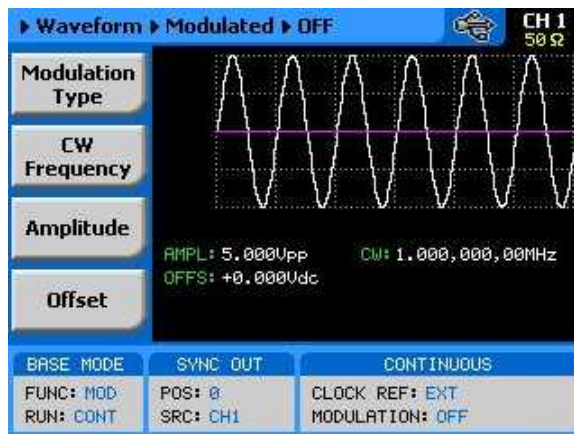 ▶ Waveform ▶ Modulated ▶ OFF
CH 1
50 Ω
Modulation
Type
CW
Frequency
Amplitude
Offset
AMPL: 5.000Vpp CW: 1.000,000,00MHz
OFFS: +0.000Vdc
BASE MODE
FUNC: MOD
RUN: CONT
SYNC OUT
POS: 0
SRC: CH1
CONTINUOUS
CLOCK REF: EXT
MODULATION: OFF